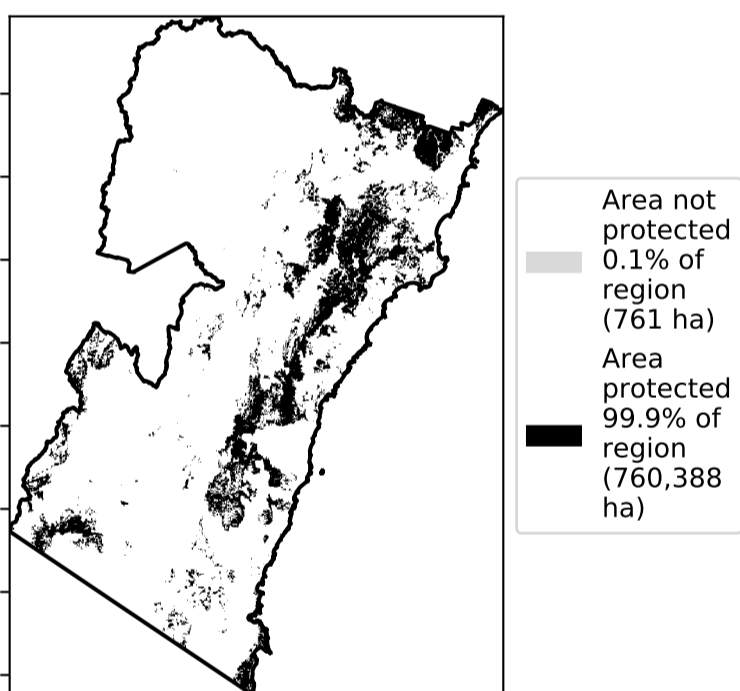 Area not
protected
0.1% of
region
(761 ha)
Area
protected
99.9% of
region
(760,388
ha)